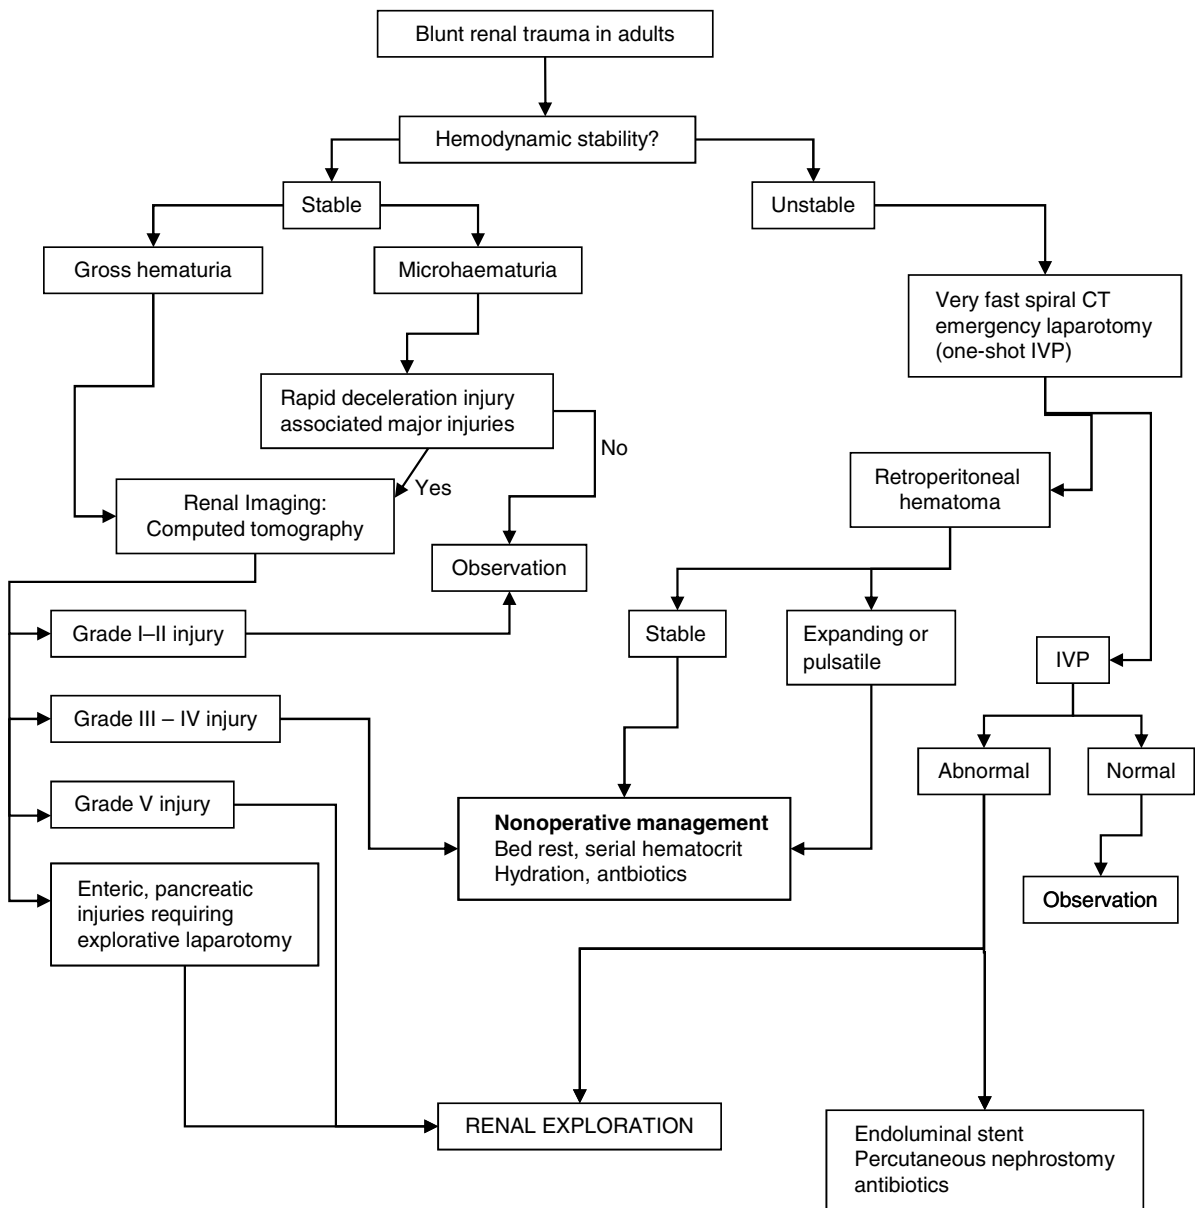 Blunt renal trauma in adults
Hemodynamic stability?
Stable
Unstable
Gross hematuria
Microhaematuria
Very fast spiral CT
emergency laparotomy
(one-shot IVP)
Rapid deceleration injury
associated major injuries
No
Yes
Retroperitoneal
hematoma
Renal Imaging:
Computed tomography
Observation
Grade I–II injury
Stable
Expanding or
pulsatile
IVP
Grade III – IV injury
Abnormal
Normal
Grade V injury
Nonoperative management
Bed rest, serial hematocrit
Hydration, antbiotics
Enteric, pancreatic
injuries requiring
explorative laparotomy
Observation
RENAL EXPLORATION
Endoluminal stent
Percutaneous nephrostomy
antibiotics